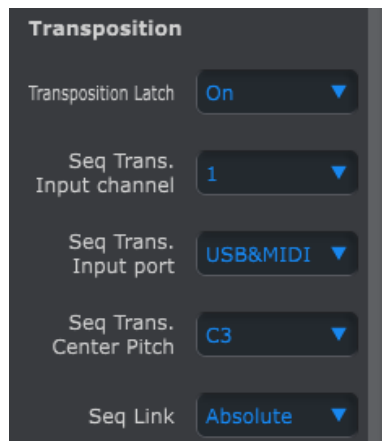 Transposition
Transposition Latch On
Seq Trans.
Input channel 1
Seq Trans.
Input port USB&MIDI
Seq Trans.
Center Pitch C3
Seq Link Absolute